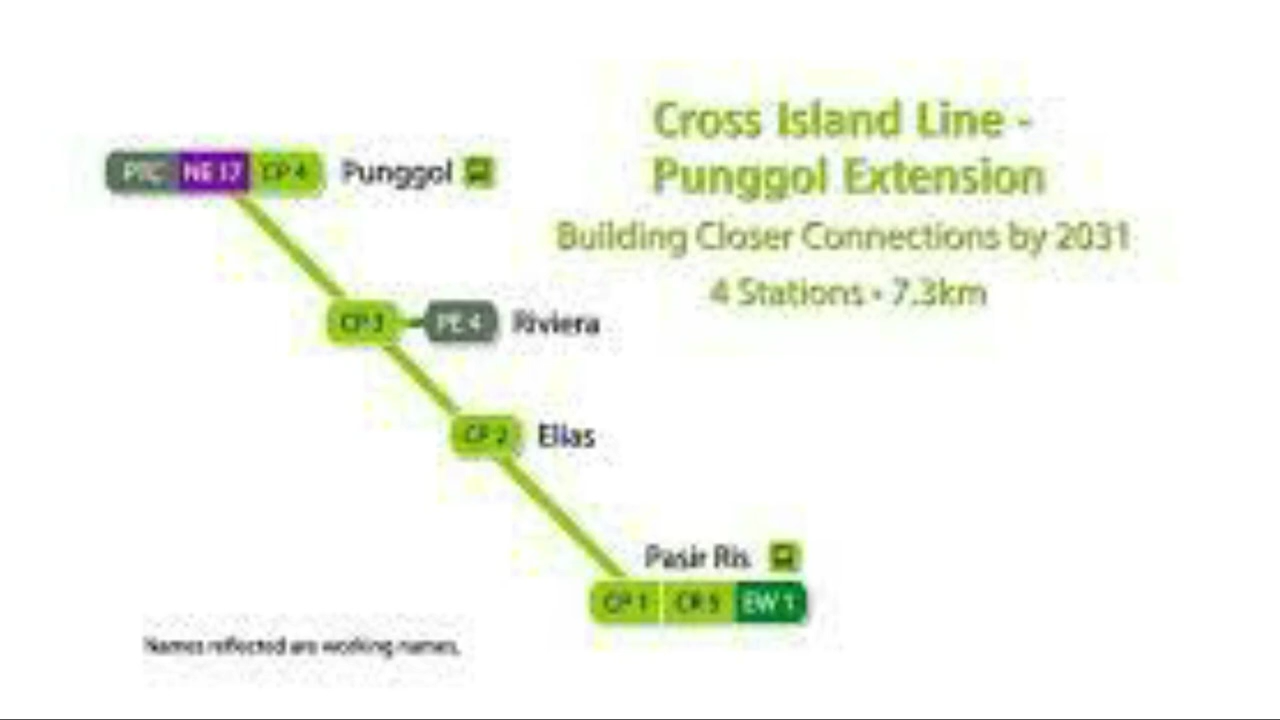 Cross Island Line -
Punggol Extension
Building Closer Connections by 2031
4 Stations • 7.3km
PTC NE 17 CP 4 Punggol
CP 3 PE 4 Riviera
CP 2 Elias
Pasir Ris
CP 1 CR 5 EW 1
Names reflected are working names.